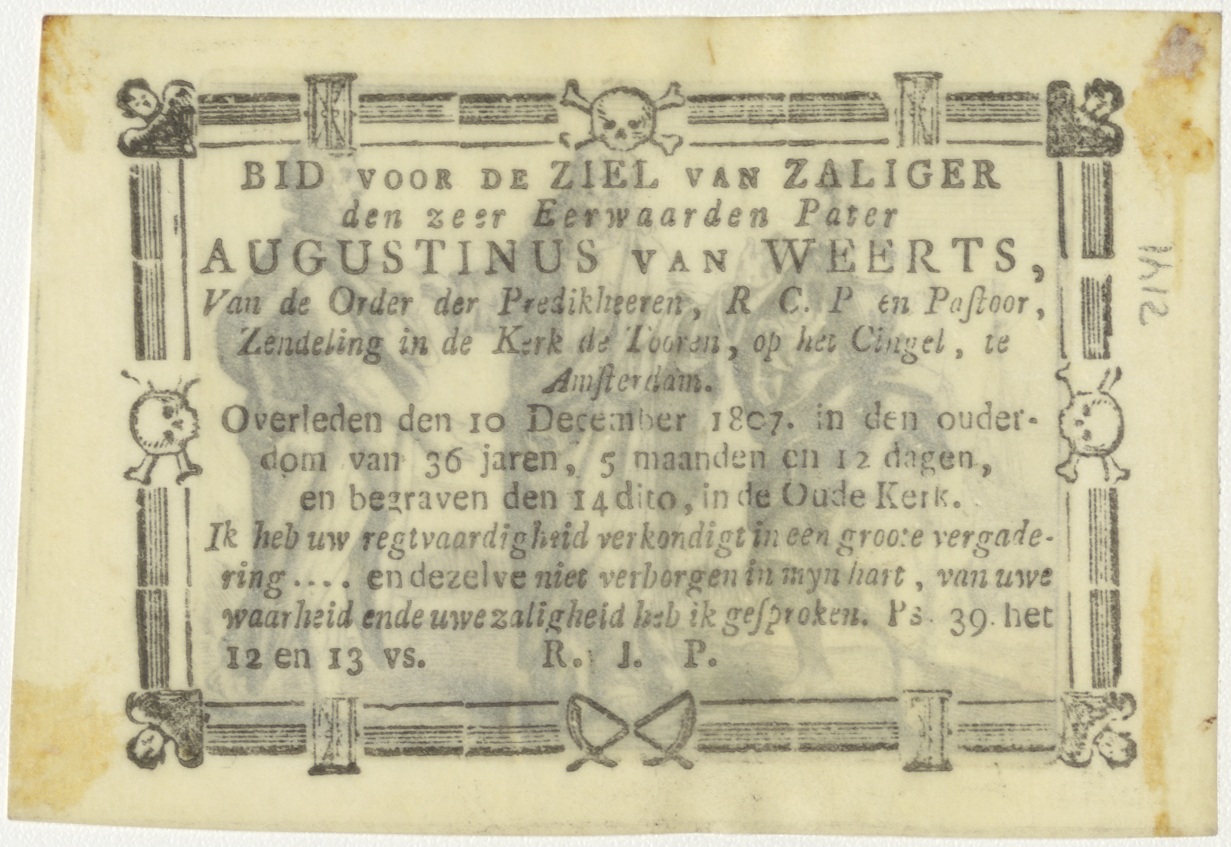 BID VOOR DE ZIEL VAN ZALIGER
den zeer Eerwaarden Pater
AUGUSTINUS VAN WEERTS,
Van de Order der Predikheeren, R C. P en Paſtoor,
Zendeling in de Kerk de Tooren, op het Cingel, te
Amſterdam.
Overleden den 10 December 1807. in den ouder-
dom van 36 jaren, 5 maanden en 12 dagen,
en begraven den 14 dito, in de Oude Kerk.
Ik heb uw regtvaardigheid verkondigt in een groote vergade-
ring .... en dezelve niet verborgen in myn hart, van uwe
waarheid ende uwe zaligheid heb ik geſproken. Ps. 39. het
12 en 13 vs. R. I. P.